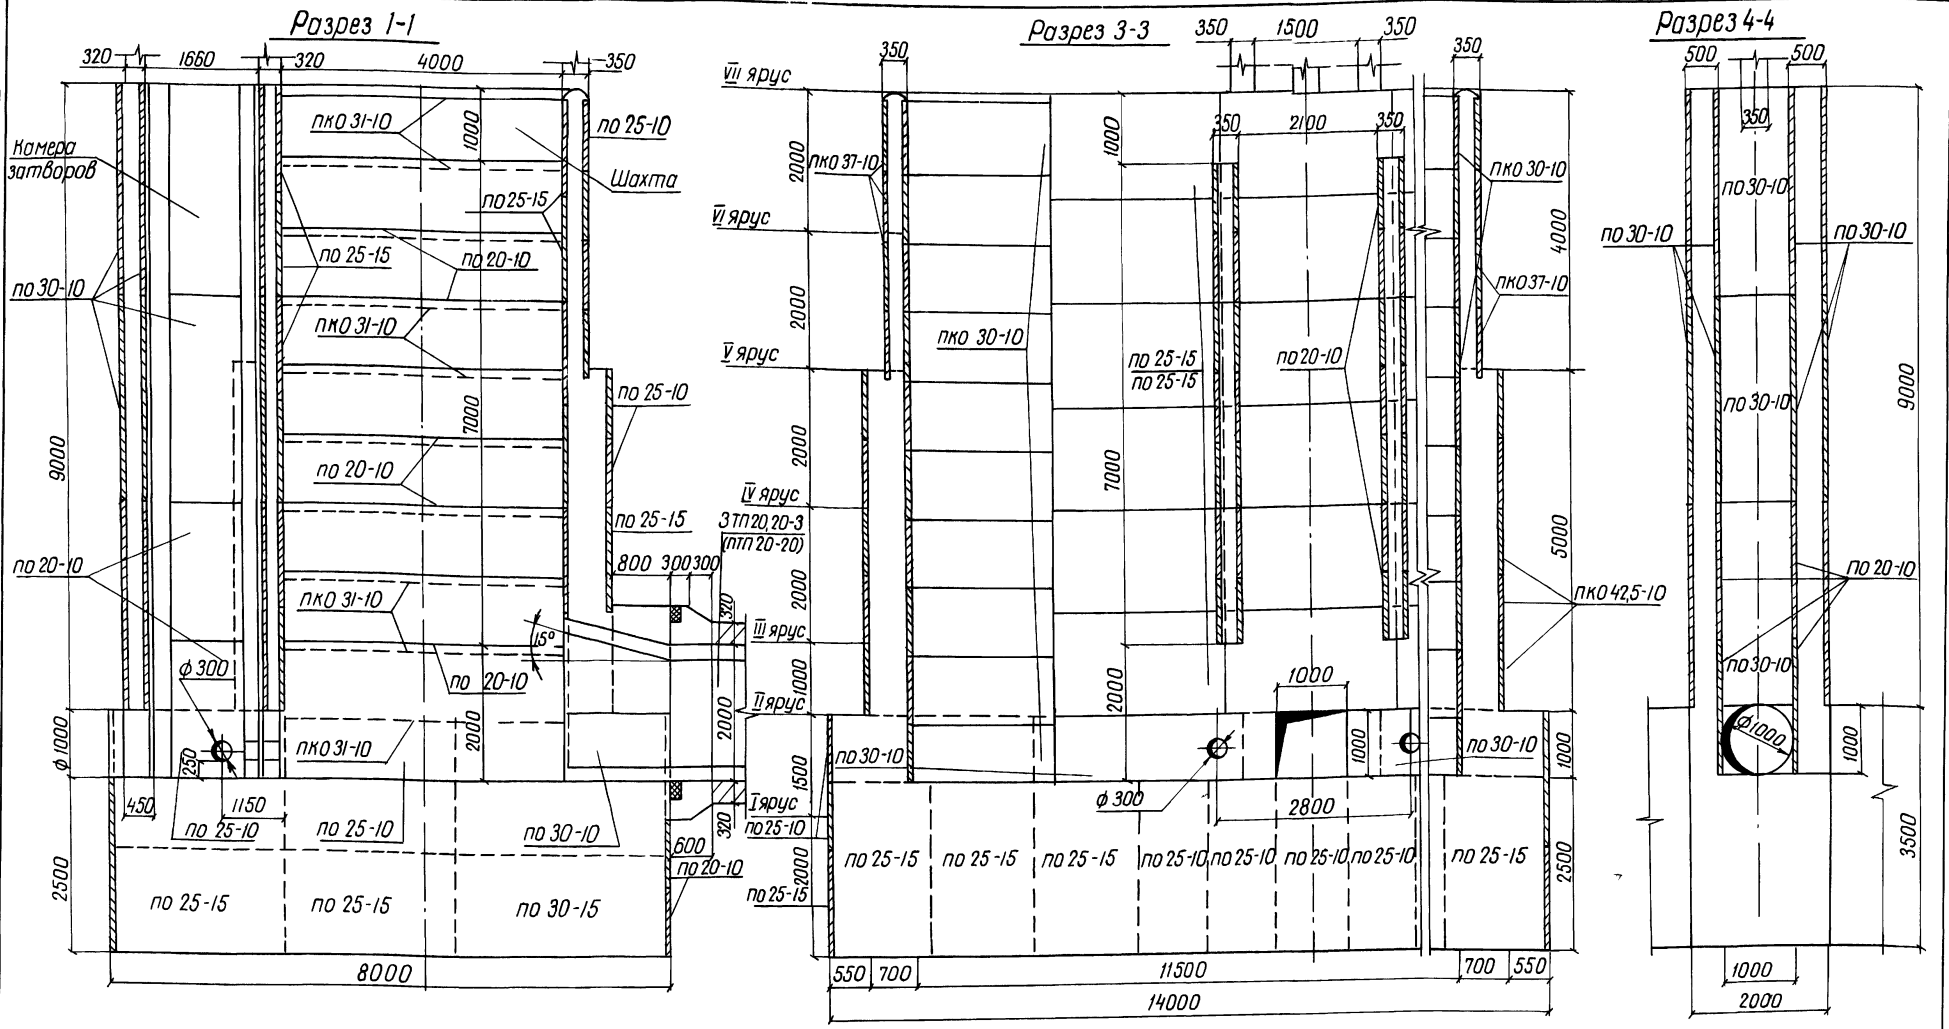 Разрез 1-1
320
1660
320
4000
350
Камера
затворов
ПКО 31-10
1000
ПО 25-10
Шахта
ПО 25-15
ПО 25-15
ПО 20-10
ПО 30-10
ПКО 31-10
9000
7000
ПО 25-10
ПО 20-10
ПО 25-15
3ТП20,20-3
(ПТП 20-20)
800
300
300
ПО 20-10
ПКО 31-10
15°
320
ф 300
ПО 20-10
ф 1000
250
ПКО 31-10
2000
2000
450
1150
ПО 25-10
ПО 25-10
ПО 30-10
320
600
ПО 20-10
2500
ПО 25-15
ПО 25-15
ПО 30-15
8000
Разрез 3-3
350
1500
350
350
350
VII ярус
2000
ПКО 37-10
1000
350
2100
350
ПКО 30-10
VI ярус
4000
2000
ПКО 37-10
ПКО 30-10
V ярус
ПО 25-15
ПО 25-15
ПО 20-10
2000
7000
IV ярус
5000
2000
ПКО 42,5-10
III ярус
1000
2000
1000
II ярус
1500
ПО 30-10
1000
ПО 30-10
1000
ф 300
2800
I ярус
ПО 25-10
2000
ПО 25-15
ПО 25-15
ПО 25-15
ПО 25-10
ПО 25-10
ПО 25-10
ПО 25-10
ПО 25-15
2500
ПО 25-15
550
700
11500
700
550
14000
Разрез 4-4
500
500
350
ПО 30-10
ПО 30-10
ПО 30-10
9000
ПО 30-10
ПО 20-10
ПО 30-10
ф 1000
1000
3500
1000
2000